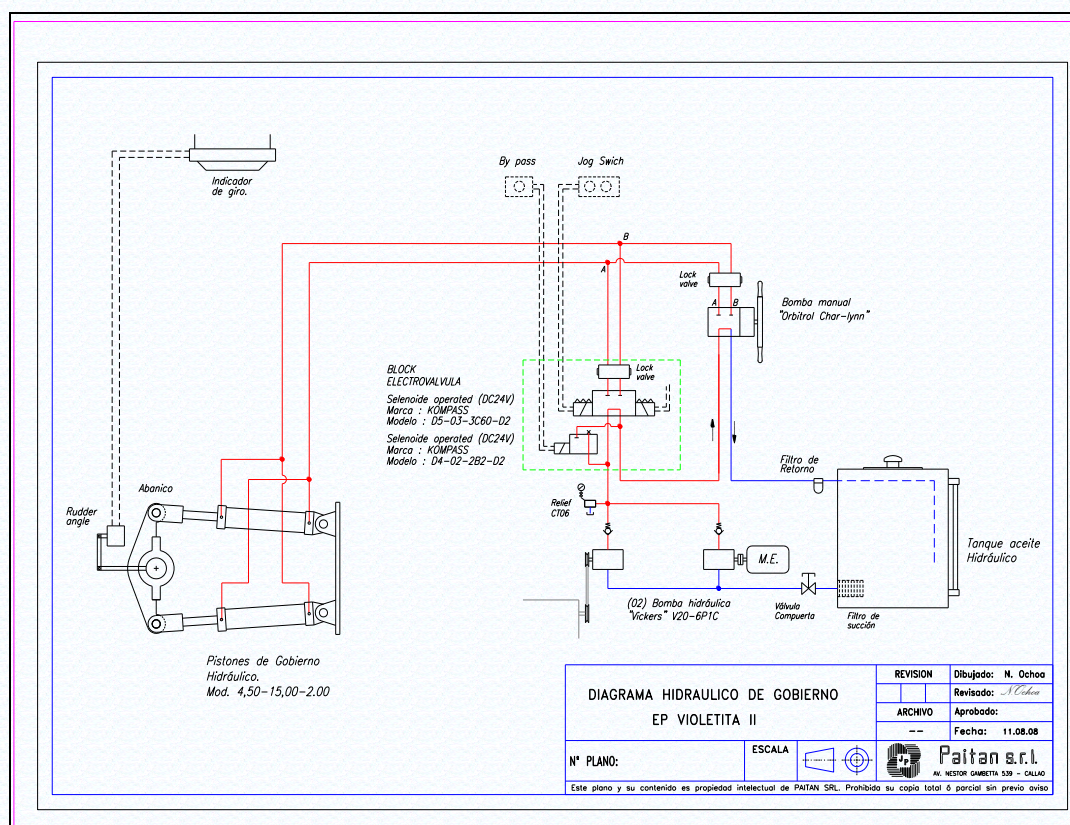 Indicador
de giro.
By pass
Jog Swich
B
A
Lock
valve
A B
Bomba manual
"Orbitrol Char-lynn"
BLOCK
ELECTROVALVULA
Selenoide operated (DC24V)
Marca : KOMPASS
Modelo : D5-03-3C60-D2
Selenoide operated (DC24V)
Marca : KOMPASS
Modelo : D4-02-2B2-D2
Lock
valve
Filtro de
Retorno
Abanico
Rudder
angle
Relief
CT06
M.E.
Tanque aceite
Hidráulico
(02) Bomba hidráulica
"Vickers" V20-6P1C
Válvula
Compuerta
Filtro de
succión
Pistones de Gobierno
Hidráulico.
Mod. 4,50-15,00-2.00
DIAGRAMA HIDRAULICO DE GOBIERNO
EP VIOLETITA II
REVISION
Dibujado: N. Ochoa
Revisado: N.Ochoa
ARCHIVO
Aprobado:
--
Fecha: 11.08.08
N° PLANO:
ESCALA
JP
Paitan s.r.l.
AV. NESTOR GAMBETTA 539 - CALLAO
Este plano y su contenido es propiedad intelectual de PAITAN SRL. Prohibida su copia total ó parcial sin previo aviso